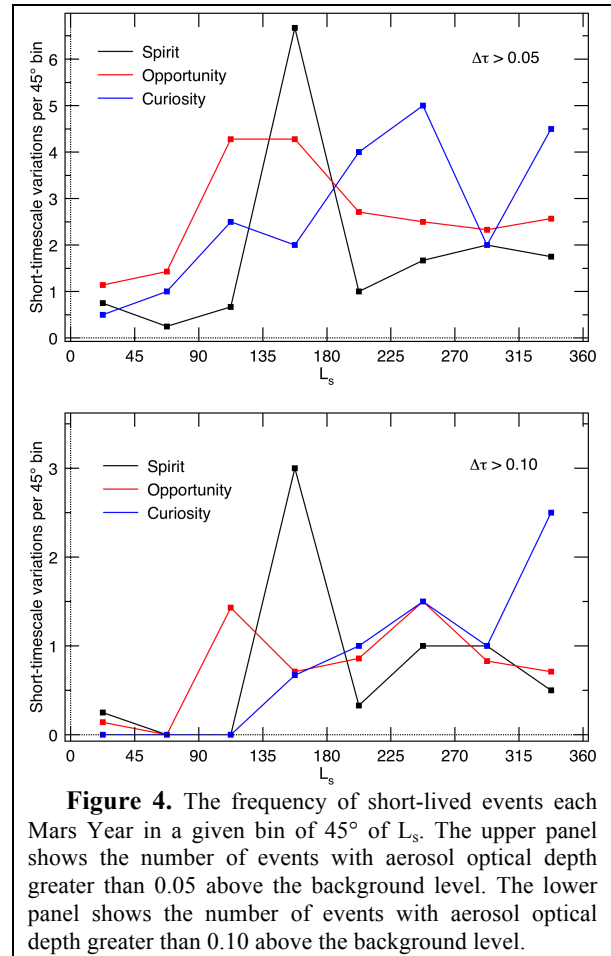 6
5
4
3
2
1
0
Short-timescale variations per 45° bin
Spirit
Opportunity
Curiosity
Δτ > 0.05
0 45 90 135 180 225 270 315 360
Ls
3
2
1
0
Short-timescale variations per 45° bin
Spirit
Opportunity
Curiosity
Δτ > 0.10
0 45 90 135 180 225 270 315 360
Ls
Figure 4. The frequency of short-lived events each
Mars Year in a given bin of 45° of Ls. The upper panel
shows the number of events with aerosol optical depth
greater than 0.05 above the background level. The lower
panel shows the number of events with aerosol optical
depth greater than 0.10 above the background level.